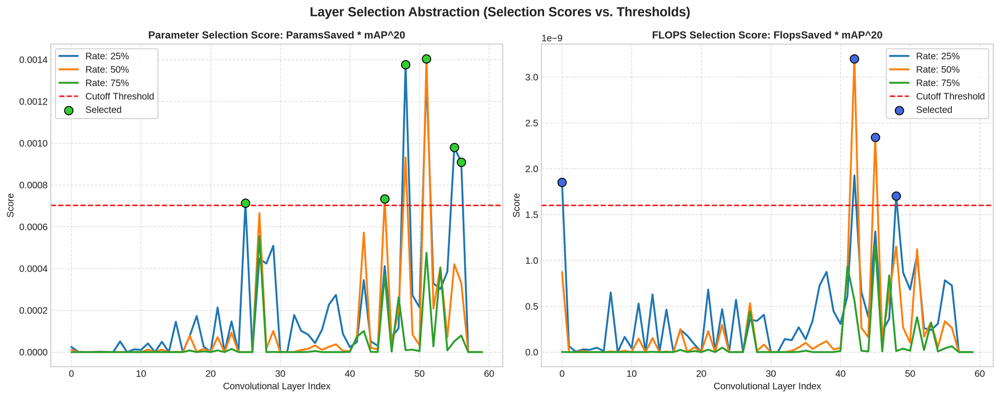 Layer Selection Abstraction (Selection Scores vs. Thresholds)
Parameter Selection Score: ParamsSaved * mAP^20
Rate: 25%
Rate: 50%
Rate: 75%
Cutoff Threshold
Selected
0.0014
0.0012
0.0010
0.0008
0.0006
0.0004
0.0002
0.0000
Score
0 10 20 30 40 50 60
Convolutional Layer Index
FLOPS Selection Score: FlopsSaved * mAP^20
1e−9
Rate: 25%
Rate: 50%
Rate: 75%
Cutoff Threshold
Selected
3.0
2.5
2.0
1.5
1.0
0.5
0.0
Score
0 10 20 30 40 50 60
Convolutional Layer Index